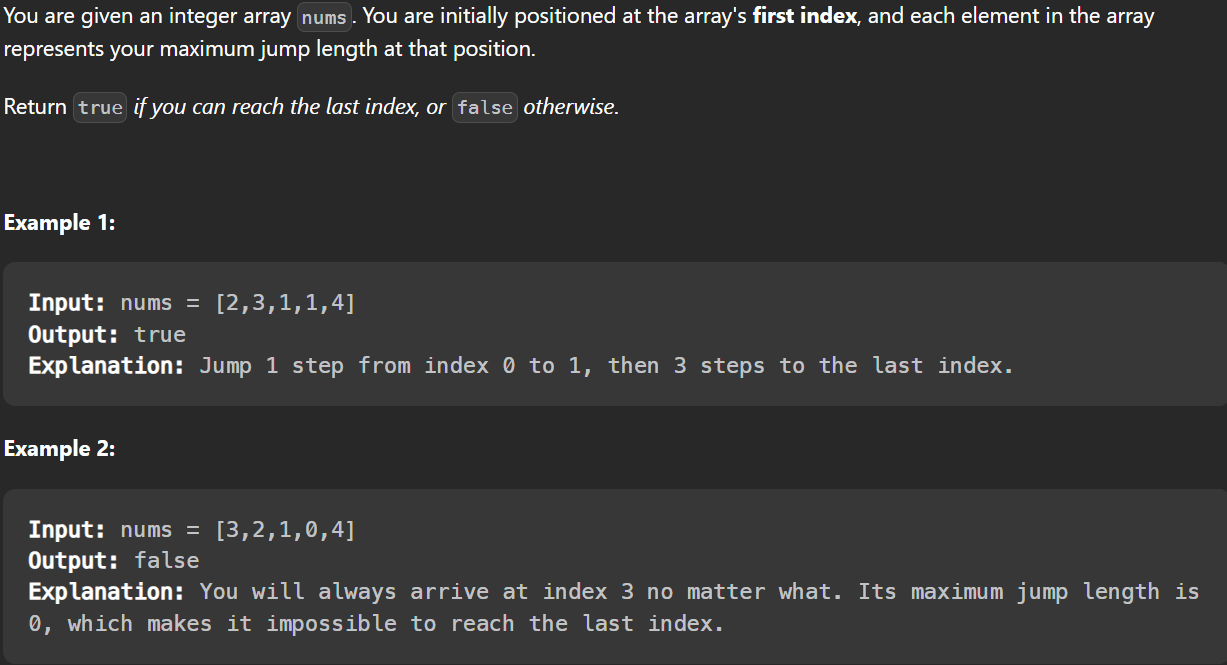 You are given an integer array nums. You are initially positioned at the array's first index, and each element in the array
represents your maximum jump length at that position.
Return true if you can reach the last index, or false otherwise.
Example 1:
Input: nums = [2,3,1,1,4]
Output: true
Explanation: Jump 1 step from index 0 to 1, then 3 steps to the last index.
Example 2:
Input: nums = [3,2,1,0,4]
Output: false
Explanation: You will always arrive at index 3 no matter what. Its maximum jump length is
0, which makes it impossible to reach the last index.